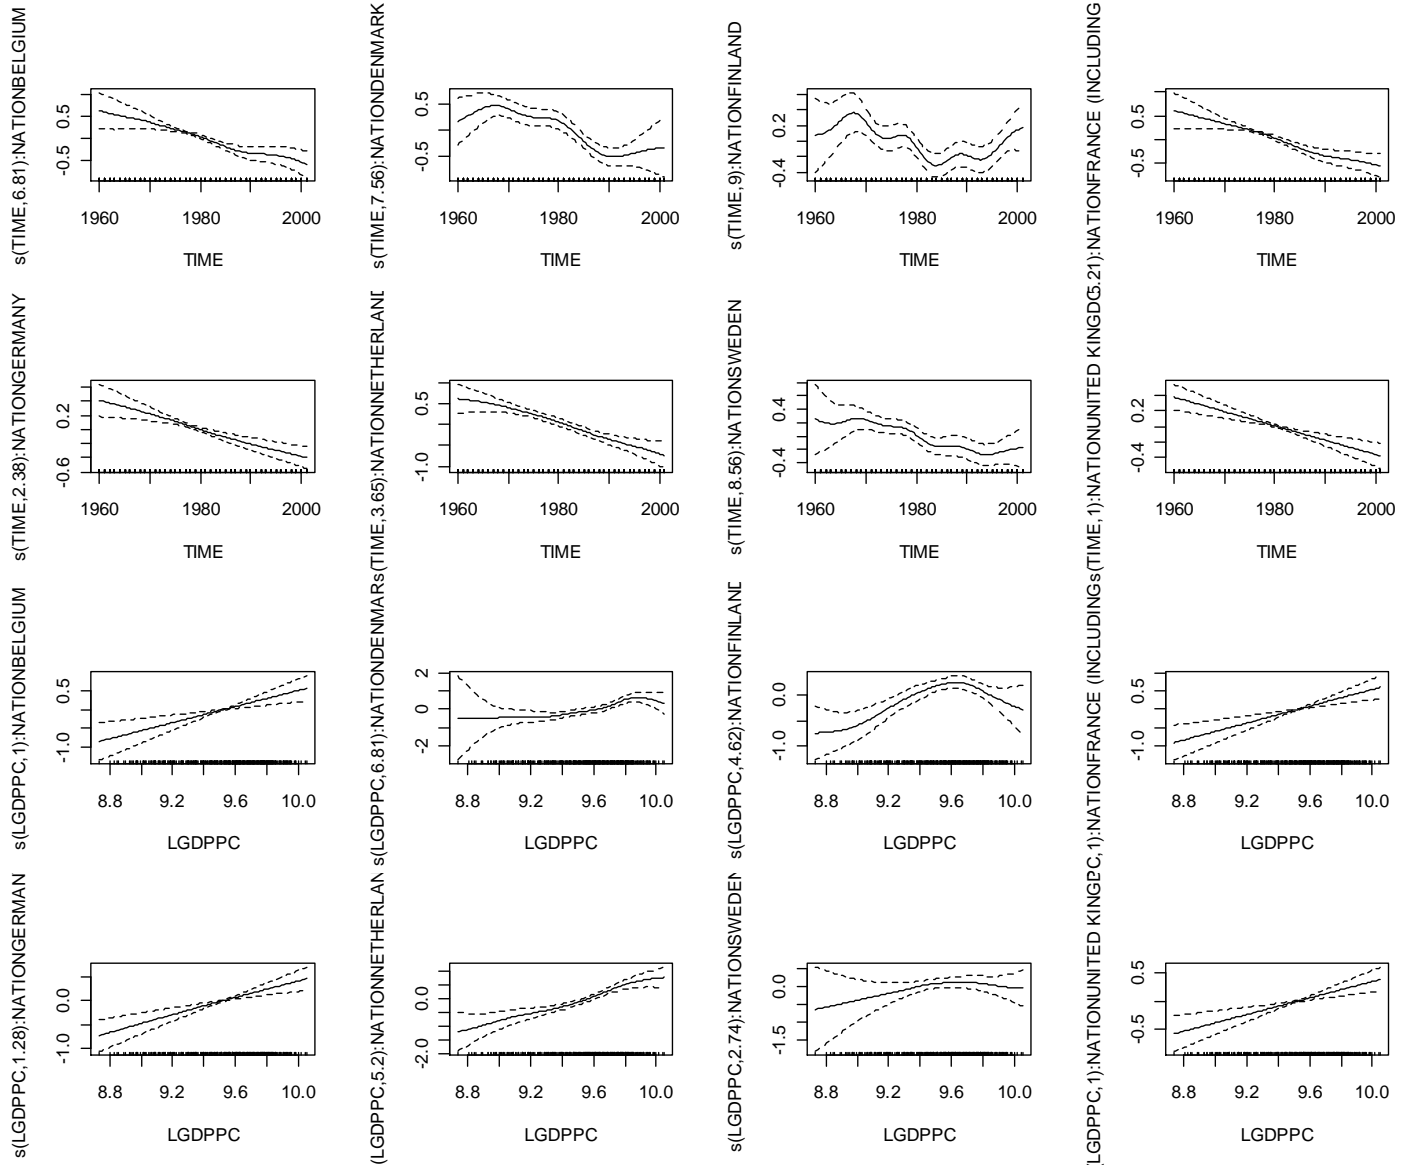 s(TIME,6.81):NATIONBELGIUM
0.5
-0.5
1960
1980
2000
TIME
s(TIME,7.56):NATIONDENMARK
0.5
-0.5
1960
1980
2000
TIME
s(TIME,9):NATIONFINLAND
0.2
-0.4
1960
1980
2000
TIME
5.21):NATIONFRANCE (INCLUDING
0.5
-0.5
1960
1980
2000
TIME
s(TIME,2.38):NATIONGERMANY
0.2
-0.6
1960
1980
2000
TIME
s(TIME,3.65):NATIONNETHERLAND
0.5
-1.0
1960
1980
2000
TIME
s(TIME,8.56):NATIONSWEDEN
0.4
-0.4
1960
1980
2000
TIME
s(TIME,1):NATIONUNITED KINGDO
0.2
-0.4
1960
1980
2000
TIME
s(LGDPPC,1):NATIONBELGIUM
0.5
-1.0
8.8
9.2
9.6
10.0
LGDPPC
s(LGDPPC,6.81):NATIONDENMAR
2
0
-2
8.8
9.2
9.6
10.0
LGDPPC
s(LGDPPC,4.62):NATIONFINLAND
0.0
-1.0
8.8
9.2
9.6
10.0
LGDPPC
PC,1):NATIONFRANCE (INCLUDING
0.5
-1.0
8.8
9.2
9.6
10.0
LGDPPC
s(LGDPPC,1.28):NATIONGERMAN
0.0
-1.0
8.8
9.2
9.6
10.0
LGDPPC
(LGDPPC,5.2):NATIONNETHERLAN
0.0
-2.0
8.8
9.2
9.6
10.0
LGDPPC
s(LGDPPC,2.74):NATIONSWEDEN
0.0
-1.5
8.8
9.2
9.6
10.0
LGDPPC
(LGDPPC,1):NATIONUNITED KING
0.5
-0.5
8.8
9.2
9.6
10.0
LGDPPC